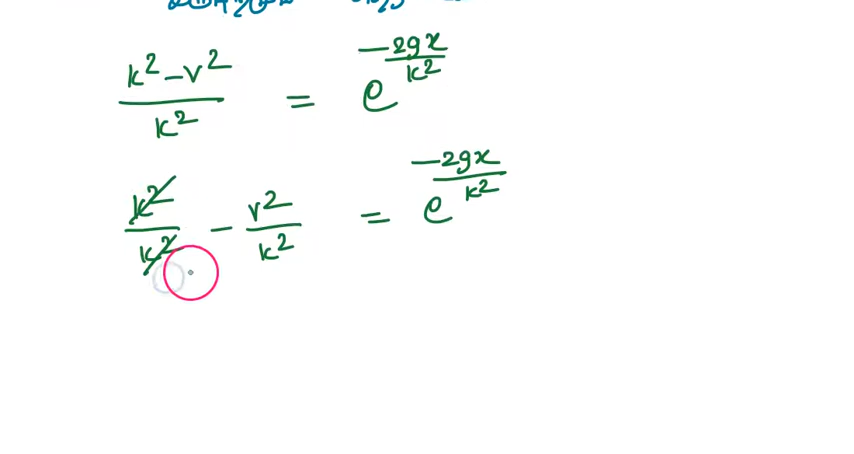 (k²-v²)/k² = e^(-2gx/k²)
k²/k² - v²/k² = e^(-2gx/k²)